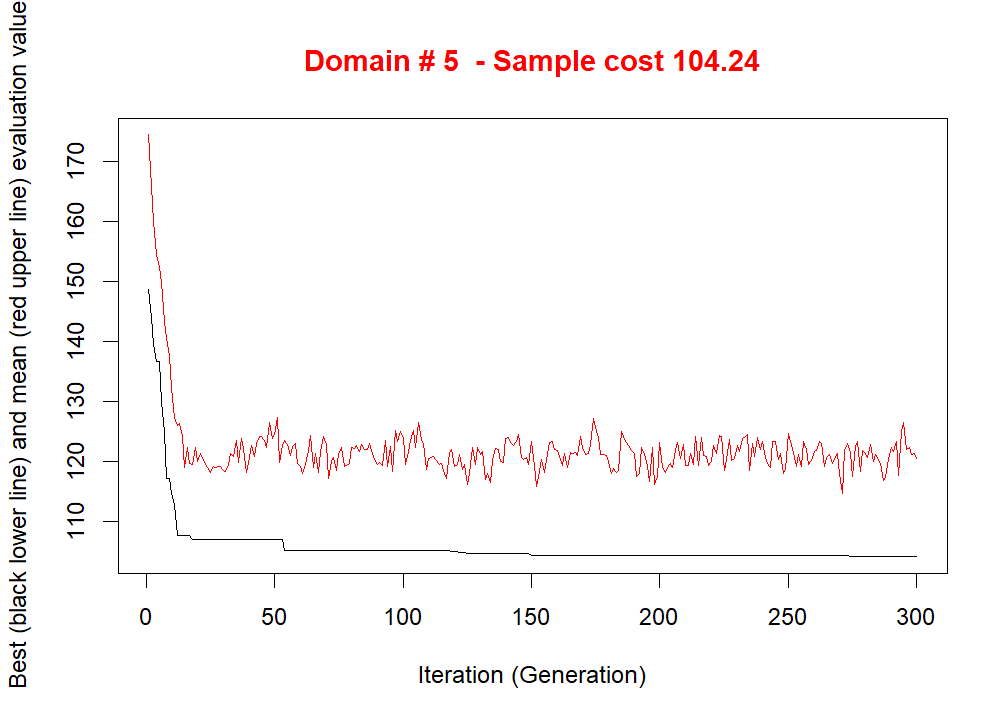 Domain # 5  - Sample cost 104.24
Best (black lower line) and mean (red upper line) evaluation value
170
160
150
140
130
120
110
0 50 100 150 200 250 300
Iteration (Generation)